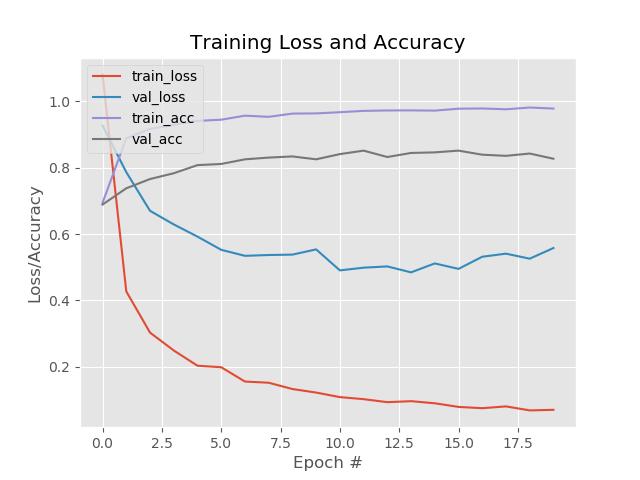 Training Loss and Accuracy
train_loss
val_loss
train_acc
val_acc
Loss/Accuracy
1.0
0.8
0.6
0.4
0.2
0.0 2.5 5.0 7.5 10.0 12.5 15.0 17.5
Epoch #